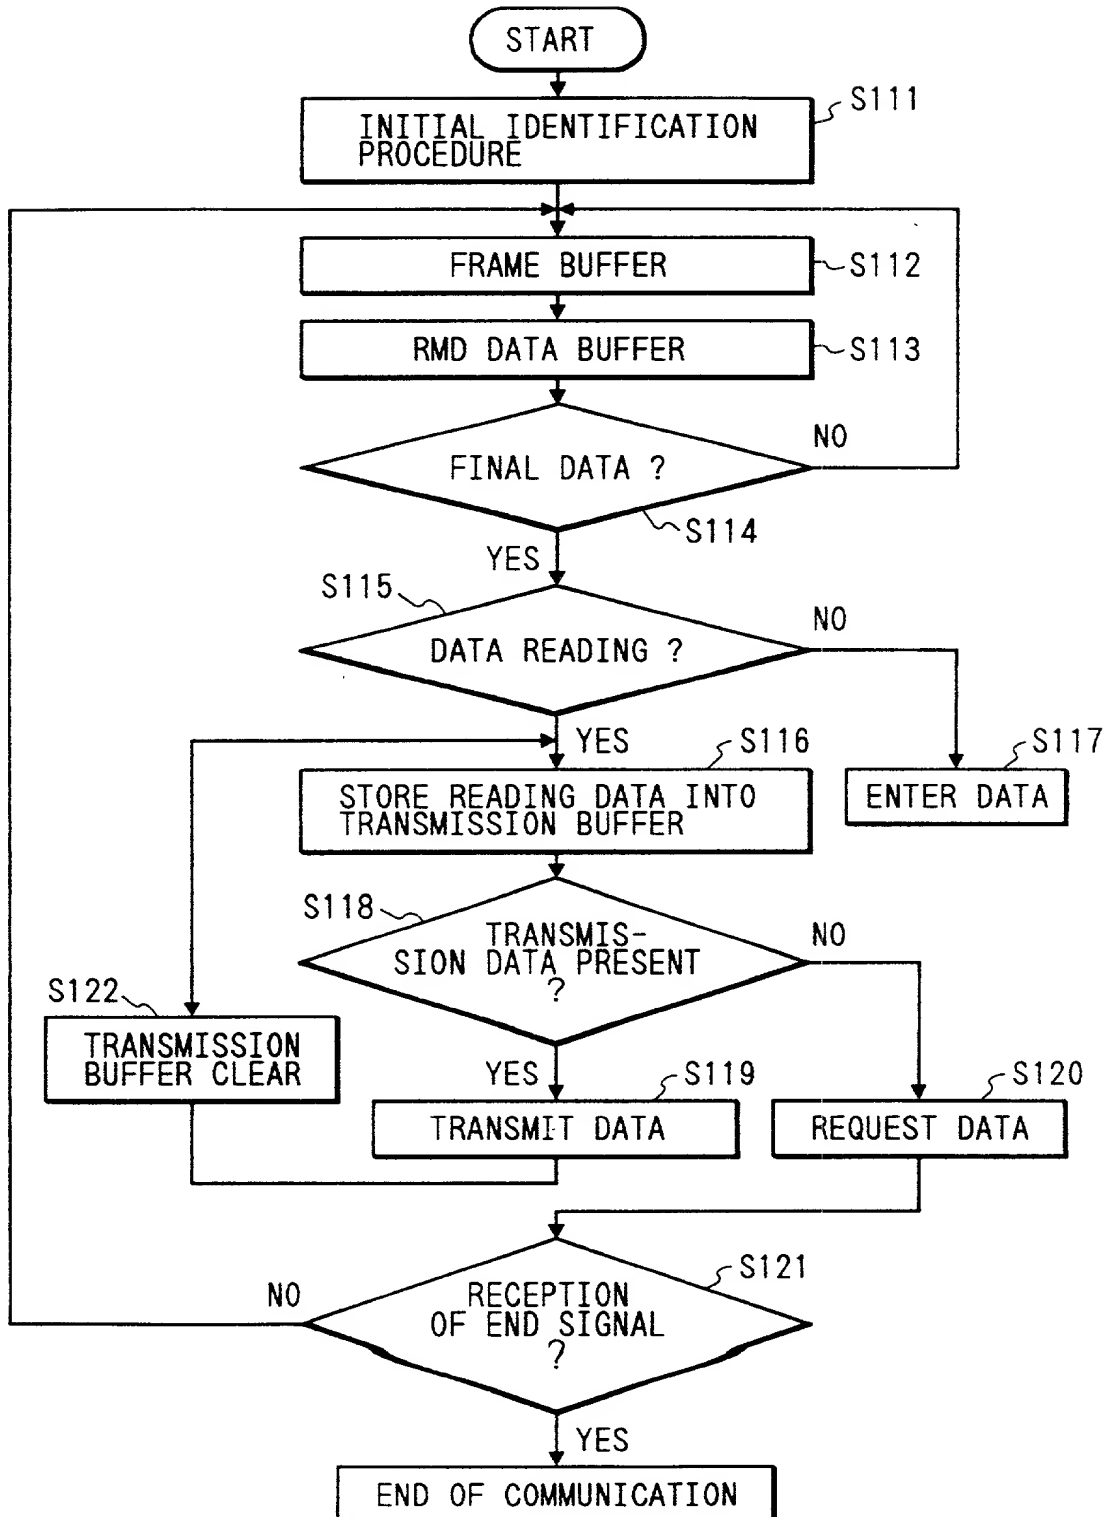 START
S111
INITIAL IDENTIFICATION
PROCEDURE
FRAME BUFFER
S112
RMD DATA BUFFER
S113
NO
FINAL DATA ?
S114
YES
S115
NO
DATA READING ?
YES
S116
S117
STORE READING DATA INTO
TRANSMISSION BUFFER
ENTER DATA
S118
TRANSMIS-
SION DATA PRESENT
?
NO
S122
TRANSMISSION
BUFFER CLEAR
YES
S119
S120
TRANSMIT DATA
REQUEST DATA
S121
NO
RECEPTION
OF END SIGNAL
?
YES
END OF COMMUNICATION